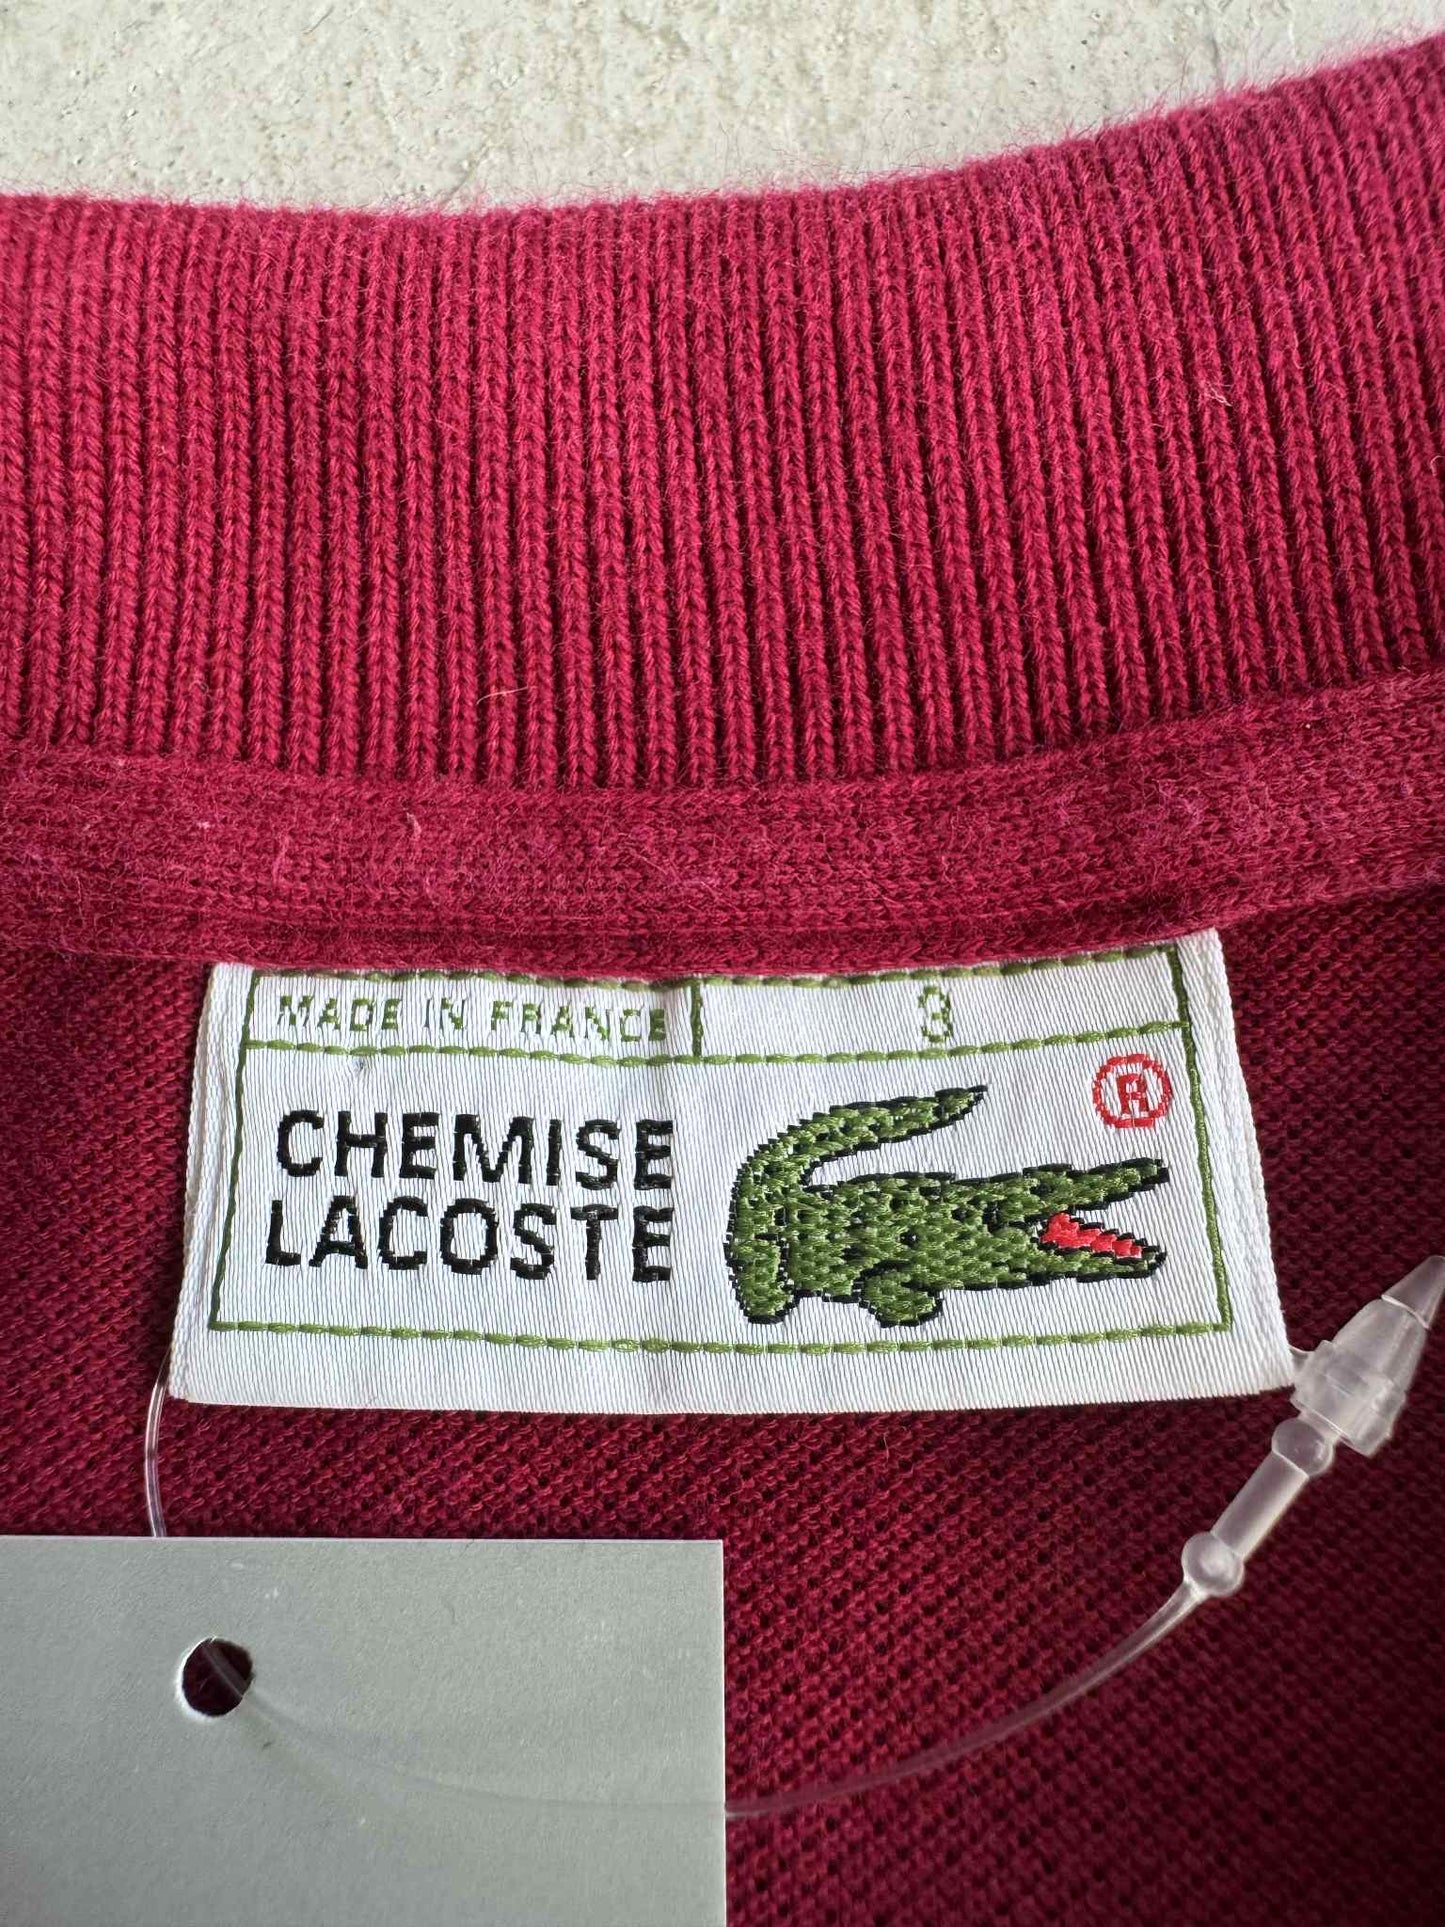 MADE IN FRANCE 3
®
CHEMISE
LACOSTE